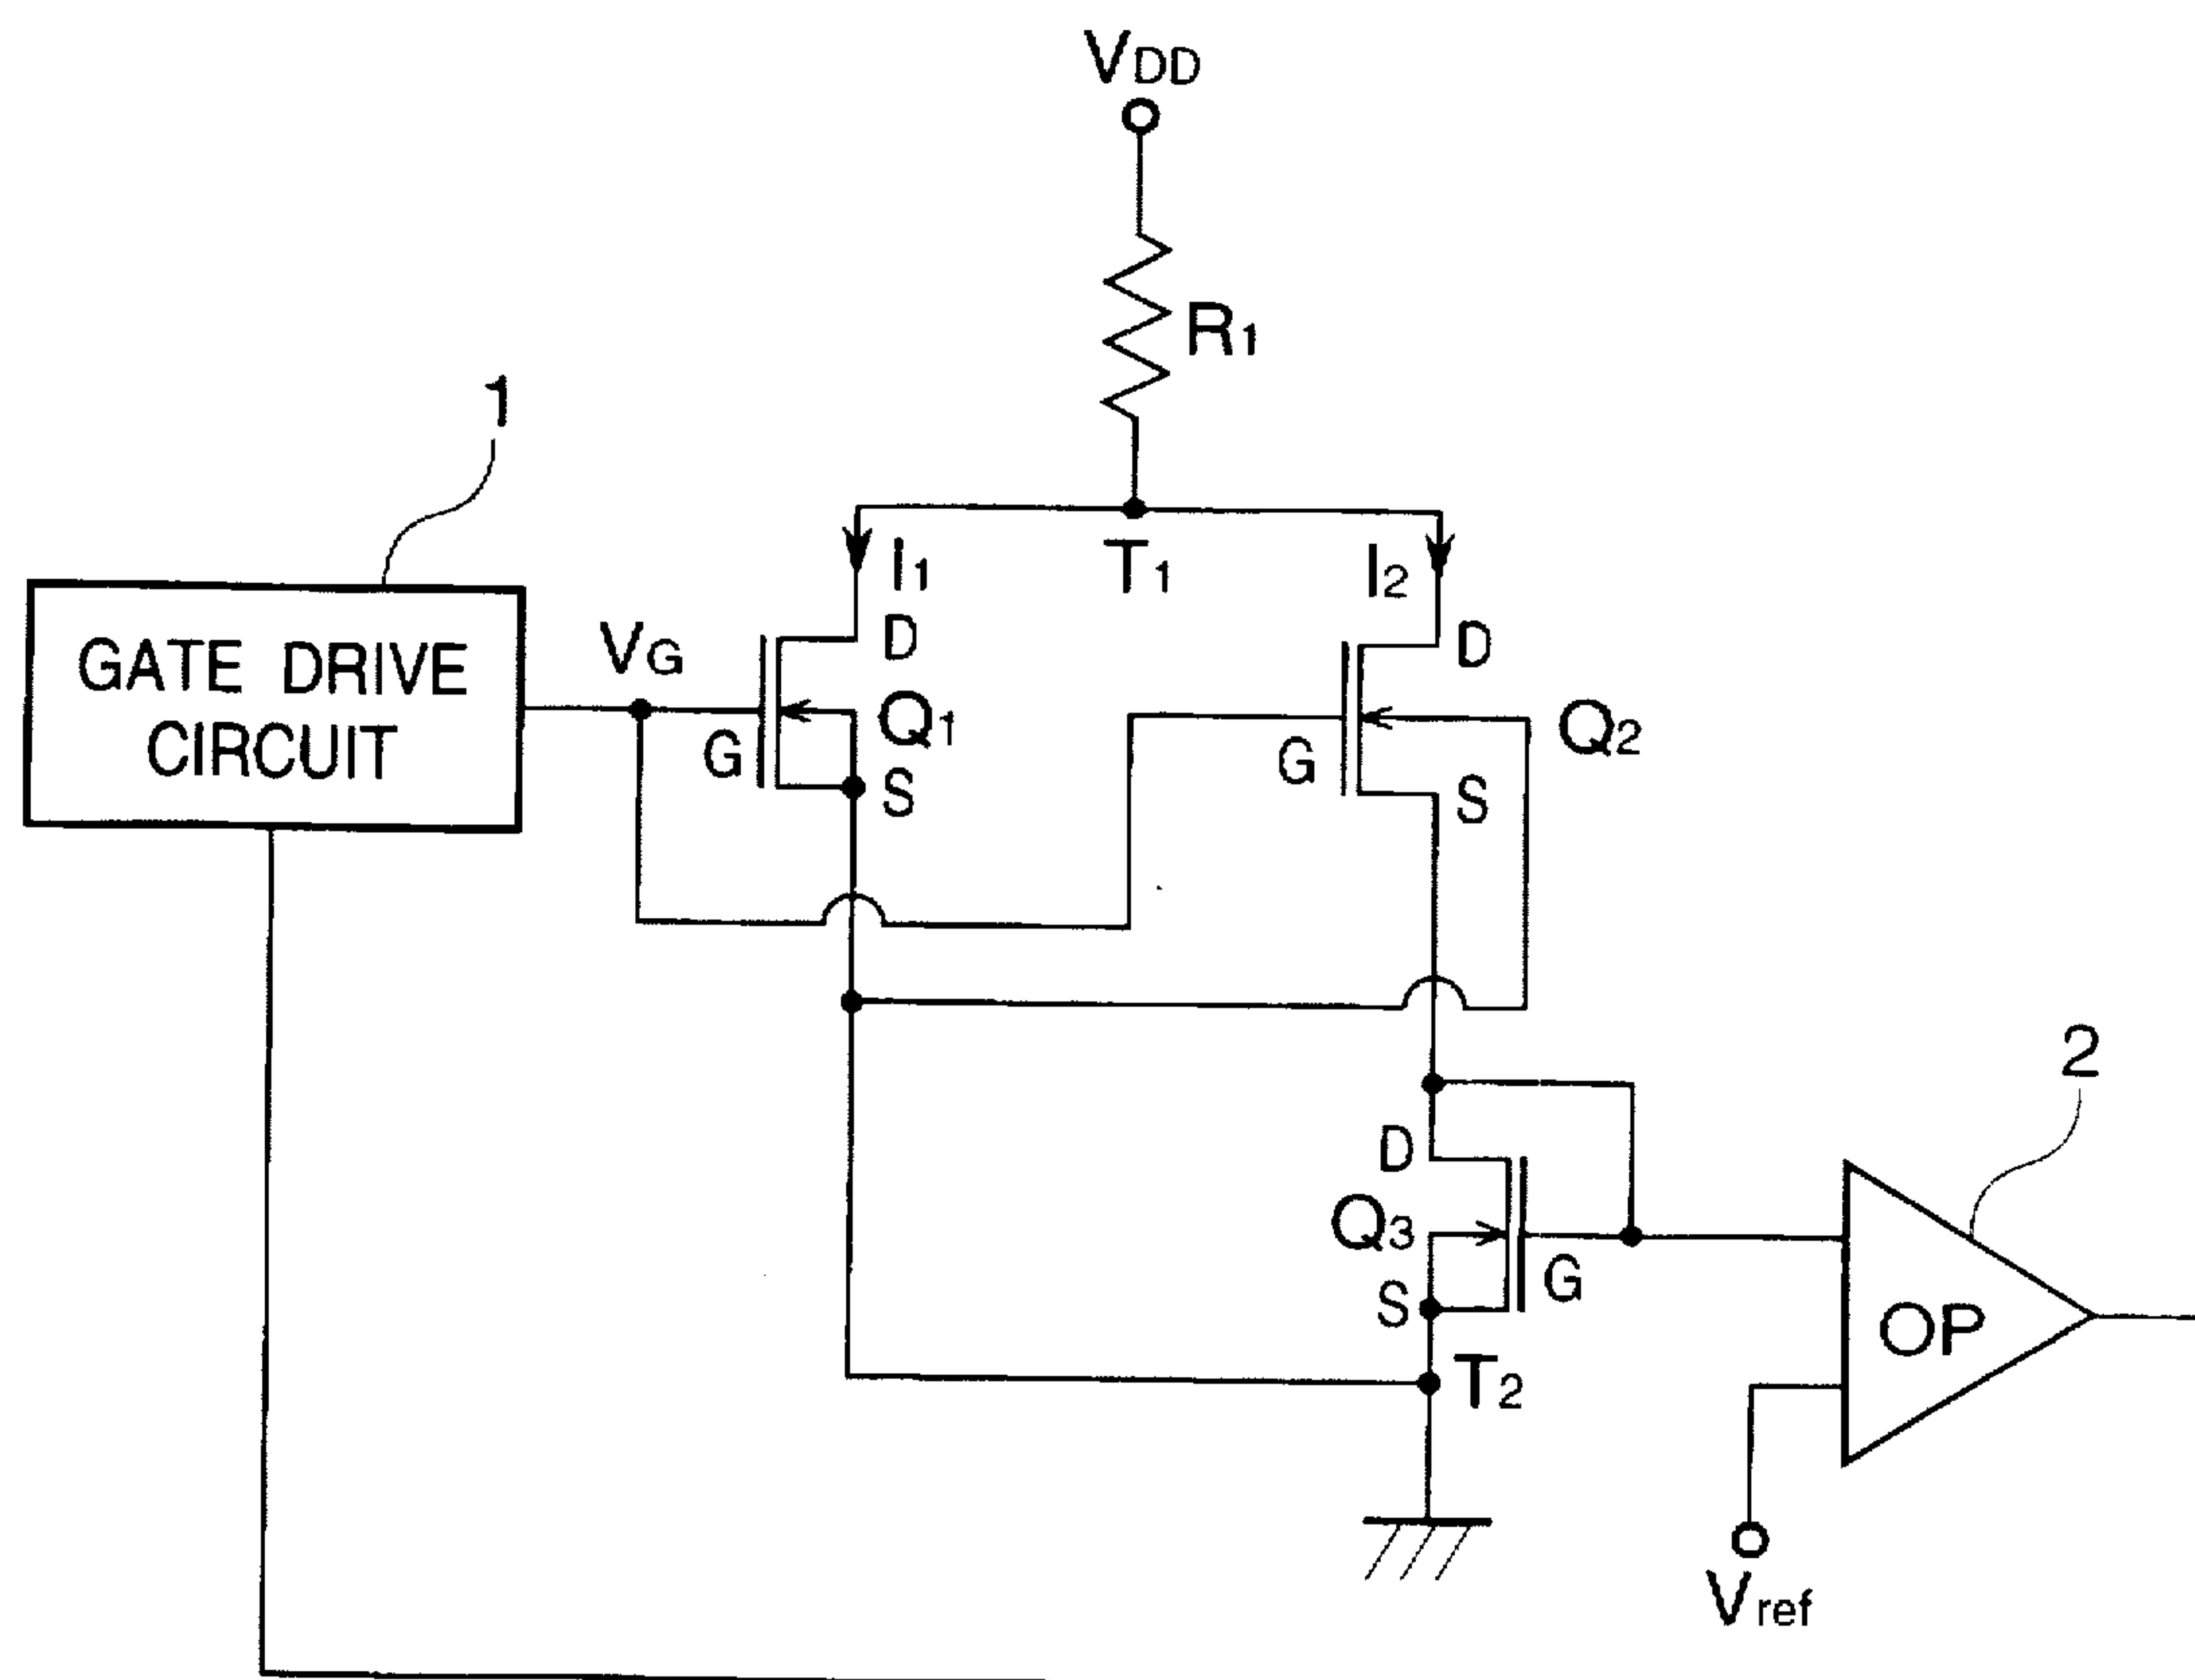 VDD
R1
1
I1
T1
I2
GATE DRIVE
CIRCUIT
VG
D
D
Q1
Q2
G
G
S
S
2
D
Q3
G
S
OP
T2
Vref